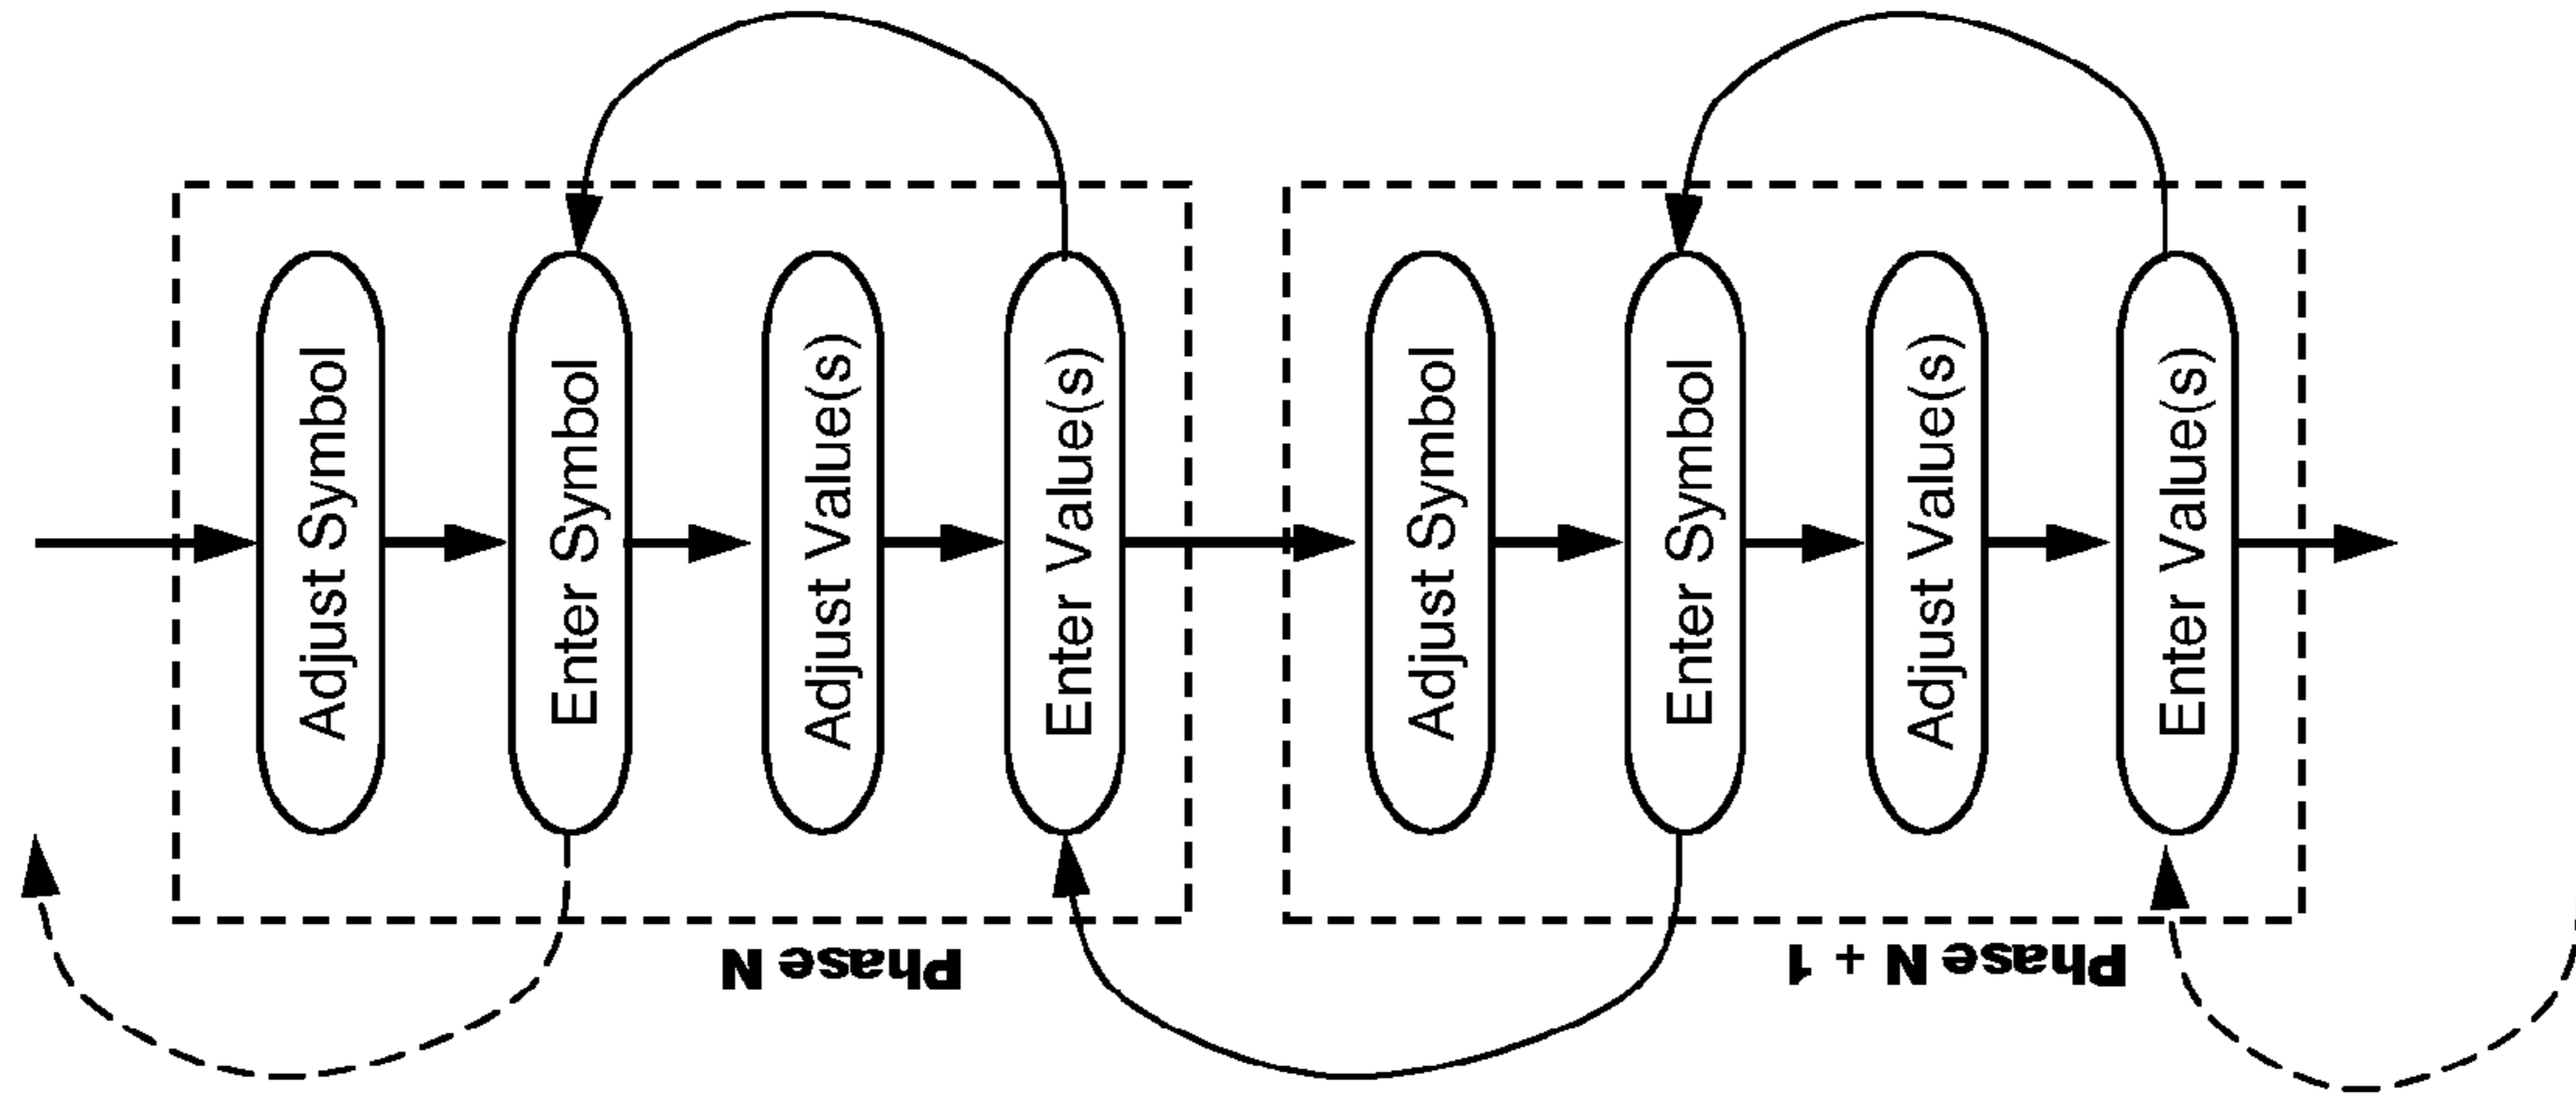 Adjust Symbol
Enter Symbol
Adjust Value(s)
Enter Value(s)
Phase N
Adjust Symbol
Enter Symbol
Adjust Value(s)
Enter Value(s)
Phase N + 1